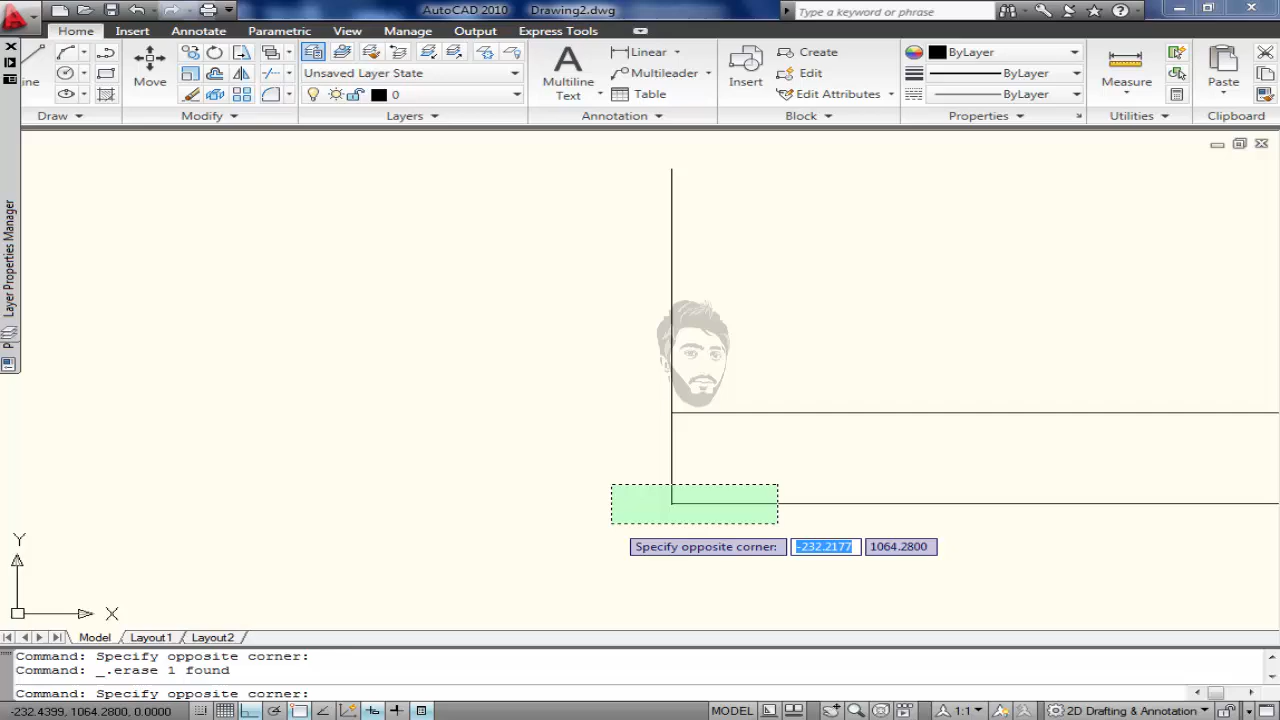 AutoCAD 2010 Drawing2.dwg
Type a keyword or phrase
Home Insert Annotate Parametric View Manage Output Express Tools
ine
Move
Unsaved Layer State
0
Multiline
Text
Linear
Multileader
Table
Insert
Create
Edit
Edit Attributes
ByLayer
ByLayer
ByLayer
Measure
Paste
Draw Modify Layers Annotation Block Properties Utilities Clipboard
Layer Properties Manager
P
Specify opposite corner: -232.2177 1064.2800
Y
X
Model Layout1 Layout2
Command: Specify opposite corner:
Command: _.erase 1 found
Command: Specify opposite corner:
-232.4399, 1064.2800, 0.0000 MODEL 1:1 2D Drafting & Annotation